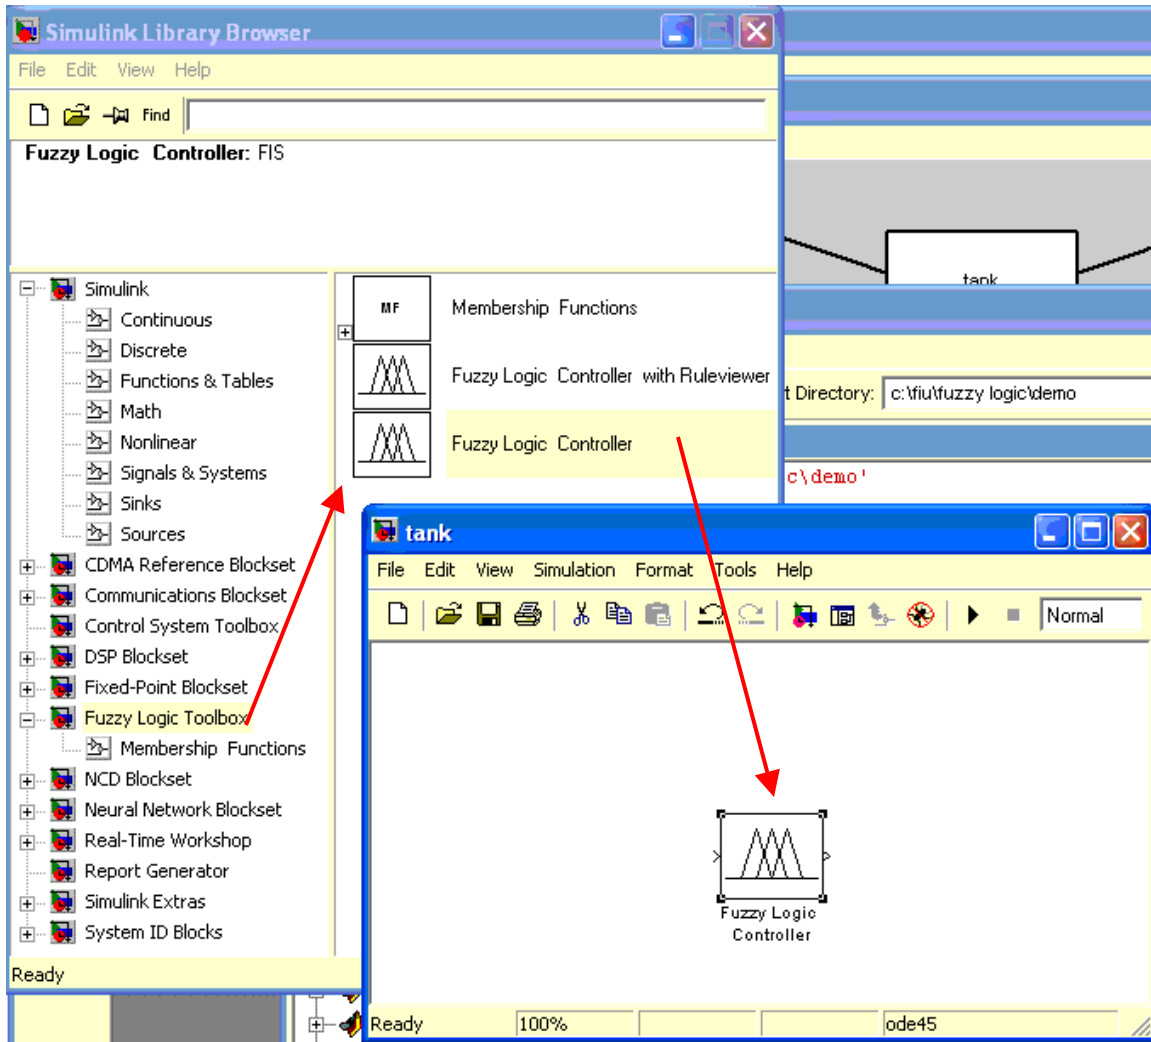 Simulink Library Browser
File Edit View Help
Find
Fuzzy Logic Controller: FIS
Simulink
Continuous
Discrete
Functions & Tables
Math
Nonlinear
Signals & Systems
Sinks
Sources
CDMA Reference Blockset
Communications Blockset
Control System Toolbox
DSP Blockset
Fixed-Point Blockset
Fuzzy Logic Toolbox
Membership Functions
NCD Blockset
Neural Network Blockset
Real-Time Workshop
Report Generator
Simulink Extras
System ID Blocks
Ready
MF
Membership Functions
Fuzzy Logic Controller with Ruleviewer
Fuzzy Logic Controller
tank
t Directory: c:\fiu\fuzzy logic\demo
c\demo'
tank
File Edit View Simulation Format Tools Help
Normal
Fuzzy Logic
Controller
Ready 100% ode45